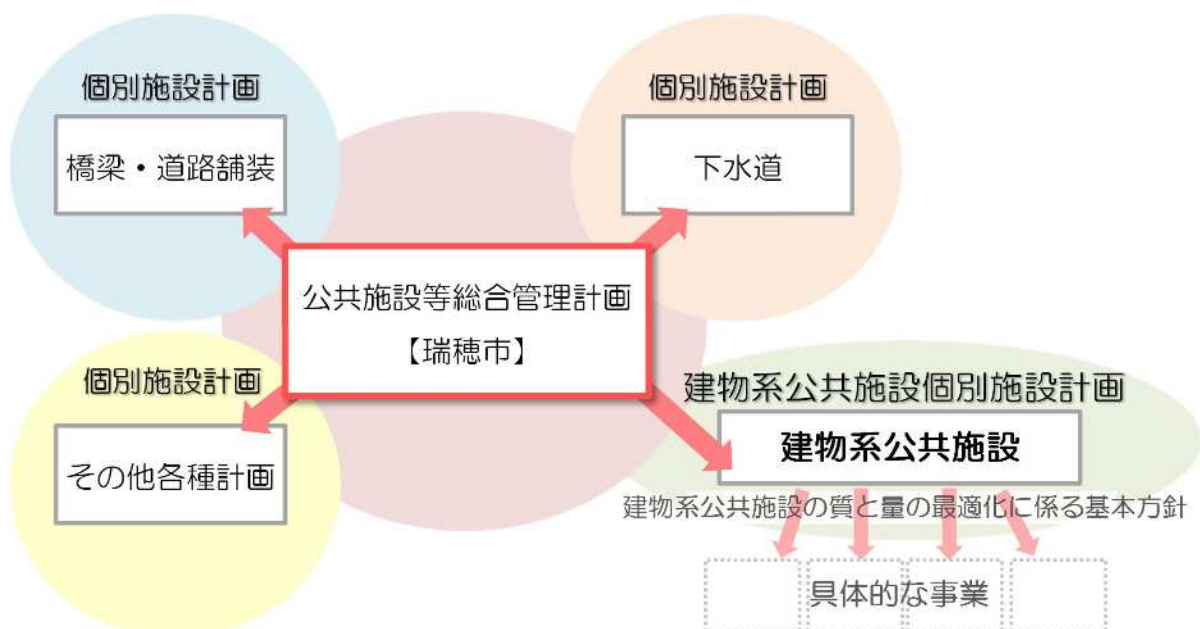 個別施設計画
橋梁・道路舗装
個別施設計画
下水道
公共施設等総合管理計画
【瑞穂市】
個別施設計画
その他各種計画
建物系公共施設個別施設計画
建物系公共施設
建物系公共施設の質と量の最適化に係る基本方針
具体的な事業